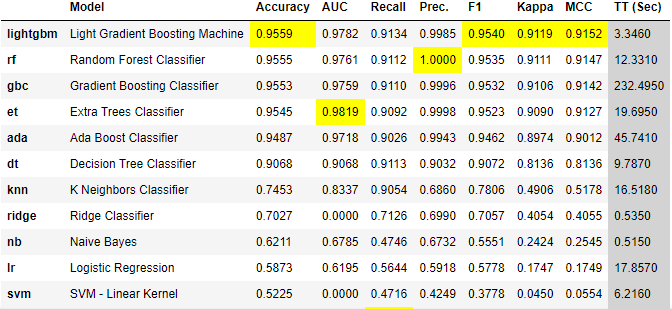 Model Accuracy AUC Recall Prec. F1 Kappa MCC TT (Sec)
lightgbm Light Gradient Boosting Machine 0.9559 0.9782 0.9134 0.9985 0.9540 0.9119 0.9152 3.3460
rf Random Forest Classifier 0.9555 0.9761 0.9112 1.0000 0.9535 0.9111 0.9147 12.3310
gbc Gradient Boosting Classifier 0.9553 0.9759 0.9110 0.9996 0.9532 0.9106 0.9142 232.4950
et Extra Trees Classifier 0.9545 0.9819 0.9092 0.9998 0.9523 0.9090 0.9127 19.6950
ada Ada Boost Classifier 0.9487 0.9718 0.9026 0.9943 0.9462 0.8974 0.9012 45.7410
dt Decision Tree Classifier 0.9068 0.9068 0.9113 0.9032 0.9072 0.8136 0.8136 9.7870
knn K Neighbors Classifier 0.7453 0.8337 0.9054 0.6860 0.7806 0.4906 0.5178 16.5180
ridge Ridge Classifier 0.7027 0.0000 0.7126 0.6990 0.7057 0.4054 0.4055 0.5350
nb Naive Bayes 0.6211 0.6785 0.4746 0.6732 0.5551 0.2424 0.2545 0.5150
lr Logistic Regression 0.5873 0.6195 0.5644 0.5918 0.5778 0.1747 0.1749 17.8570
svm SVM - Linear Kernel 0.5225 0.0000 0.4716 0.4249 0.3778 0.0450 0.0554 6.2160